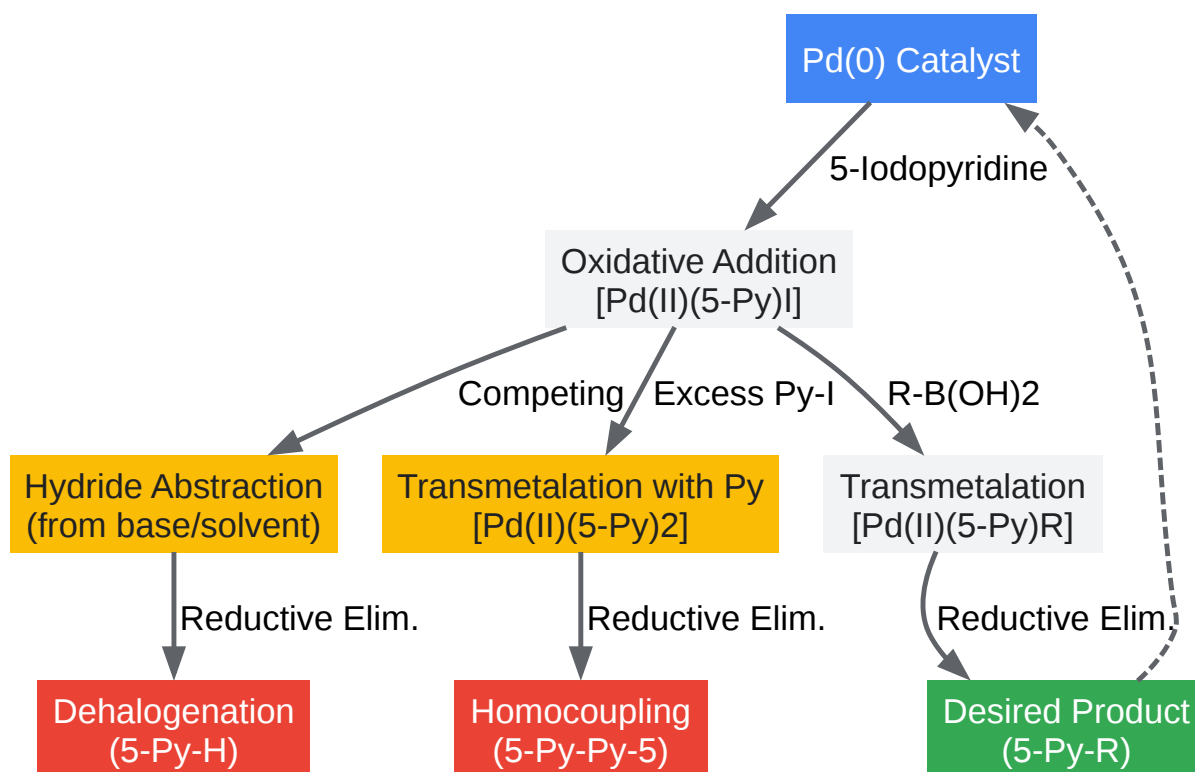 Pd(0) Catalyst
5-Iodopyridine
Oxidative Addition
[Pd(II)(5-Py)I]
Competing
Excess Py-I
R-B(OH)2
Hydride Abstraction
(from base/solvent)
Transmetalation with Py
[Pd(II)(5-Py)2]
Transmetalation
[Pd(II)(5-Py)R]
Reductive Elim.
Reductive Elim.
Reductive Elim.
Dehalogenation
(5-Py-H)
Homocoupling
(5-Py-Py-5)
Desired Product
(5-Py-R)